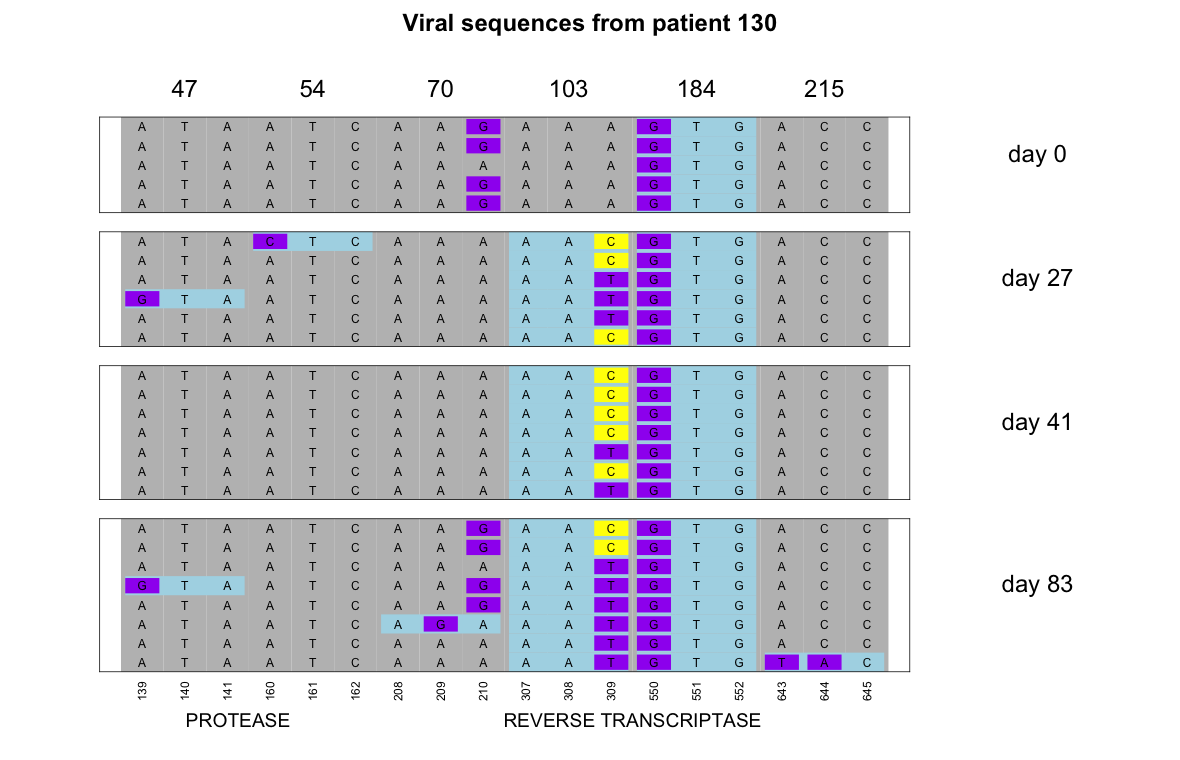 Viral sequences from patient 130
47 54 70 103 184 215
A T A A T C A A G A A A G T G A C C
A T A A T C A A G A A A G T G A C C
A T A A T C A A A A A A G T G A C C
A T A A T C A A G A A A G T G A C C
A T A A T C A A G A A A G T G A C C
day 0
A T A C T C A A A A A C G T G A C C
A T A A T C A A A A A C G T G A C C
A T A A T C A A A A A T G T G A C C
G T A A T C A A A A A T G T G A C C
A T A A T C A A A A A T G T G A C C
A T A A T C A A A A A C G T G A C C
day 27
A T A A T C A A A A A C G T G A C C
A T A A T C A A A A A C G T G A C C
A T A A T C A A A A A C G T G A C C
A T A A T C A A A A A C G T G A C C
A T A A T C A A A A A T G T G A C C
A T A A T C A A A A A C G T G A C C
A T A A T C A A A A A T G T G A C C
day 41
A T A A T C A A G A A C G T G A C C
A T A A T C A A G A A C G T G A C C
A T A A T C A A A A A T G T G A C C
G T A A T C A A G A A T G T G A C C
A T A A T C A A G A A T G T G A C C
A T A A T C A G A A A T G T G A C C
A T A A T C A A A A A T G T G A C C
A T A A T C A A A A A T G T G T A C
day 83
139 140 141 160 161 162 208 209 210 307 308 309 550 551 552 643 644 645
PROTEASE REVERSE TRANSCRIPTASE